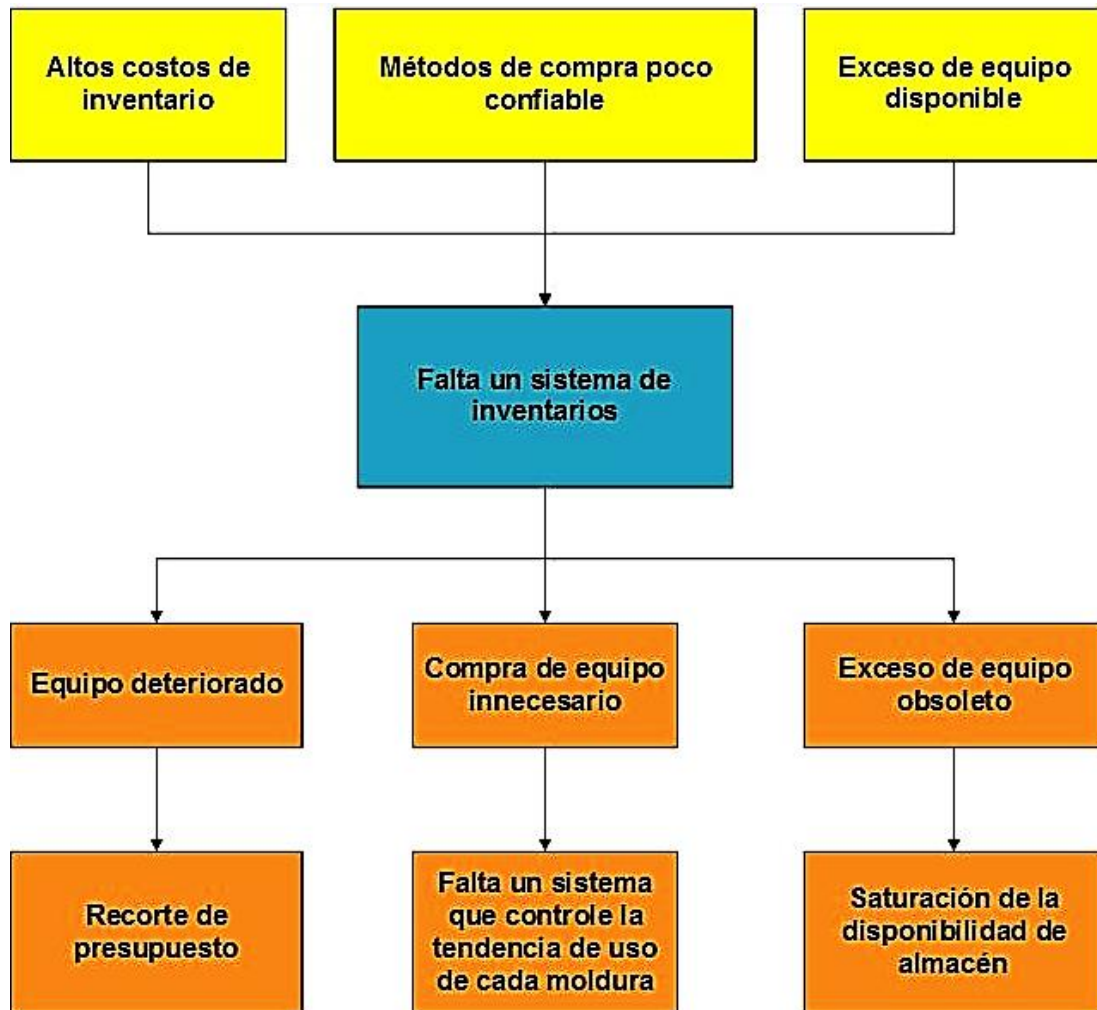 Altos costos de
inventario
Métodos de compra poco
confiable
Exceso de equipo
disponible
Falta un sistema de
inventarios
Equipo deteriorado
Compra de equipo
innecesario
Exceso de equipo
obsoleto
Recorte de
presupuesto
Falta un sistema
que controle la
tendencia de uso
de cada moldura
Saturación de la
disponibilidad de
almacén